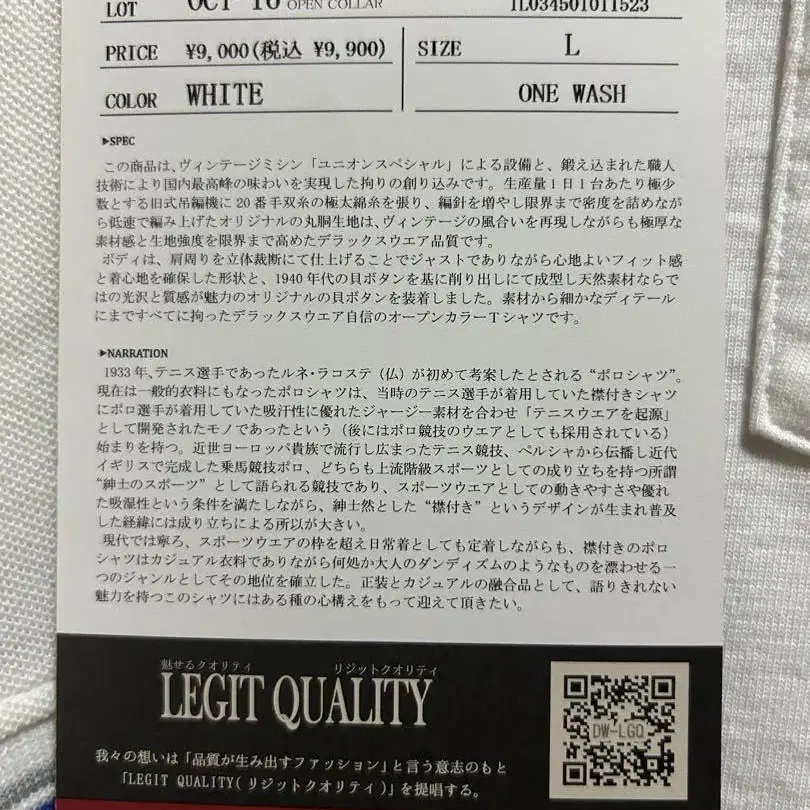 LOT OCT 16 OPEN COLLAR 1L034501011523
PRICE ¥9,000(税込 ¥9,900) SIZE L
COLOR WHITE ONE WASH
▶SPEC
この商品は、ヴィンテージミシン「ユニオンスペシャル」による設備と、鍛え込まれた職人
技術により国内最高峰の味わいを実現した拘りの創り込みです。生産量1日1台あたり極少
数とする旧式吊編機に20番手双糸の極太綿糸を張り、編針を増やし限界まで密度を詰めなが
ら低速で編み上げたオリジナルの丸胴生地は、ヴィンテージの風合いを再現しながらも極厚な
素材感と生地強度を限界まで高めたデラックスウエア品質です。
ボディは、肩周りを立体裁断にて仕上げることでジャストでありながら心地よいフィット感
と着心地を確保した形状と、1940年代の貝ボタンを基に削り出しにて成型し天然素材ならで
はの光沢と質感が魅力のオリジナルの貝ボタンを装着しました。素材から細かなディテール
にまですべてに拘ったデラックスウエア自信のオープンカラーTシャツです。
▶NARRATION
1933年、テニス選手であったルネ・ラコステ（仏）が初めて考案したとされる“ポロシャツ”。
現在は一般的衣料にもなったポロシャツは、当時のテニス選手が着用していた襟付きシャツ
にポロ選手が着用していた吸汗性に優れたジャージー素材を合わせ「テニスウエアを起源」
として開発されたモノであったという（後にはポロ競技のウエアとしても採用されている）
始まりを持つ。近世ヨーロッパ貴族で流行し広まったテニス競技、ペルシャから伝播し近代
イギリスで完成した乗馬競技ポロ、どちらも上流階級スポーツとしての成り立ちを持つ所謂
“紳士のスポーツ”として語られる競技であり、スポーツウエアとしての動きやすさや優れ
た吸湿性という条件を満たしながら、紳士然とした“襟付き”というデザインが生まれ普及
した経緯には成り立ちによる所以が大きい。
現代では寧ろ、スポーツウエアの枠を超え日常着としても定着しながらも、襟付きのポロ
シャツはカジュアル衣料でありながら何処か大人のダンディズムのようなものを漂わせる一
つのジャンルとしてその地位を確立した。正装とカジュアルの融合品として、語りきれない
魅力を持つこのシャツにはある種の心構えをもって迎えて頂きたい。
魅せるクオリティ リジットクオリティ
LEGIT QUALITY
DW-LGQ
我々の想いは「品質が生み出すファッション」と言う意志のもと
「LEGIT QUALITY(リジットクオリティ)」を提唱する。